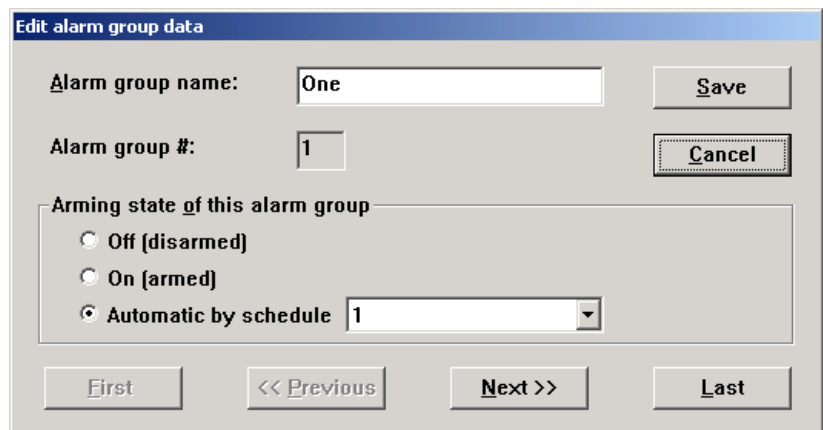 Edit alarm group data
Alarm group name: One Save
Alarm group #: 1 Cancel
Arming state of this alarm group
Off (disarmed)
On (armed)
Automatic by schedule 1
First << Previous Next >> Last